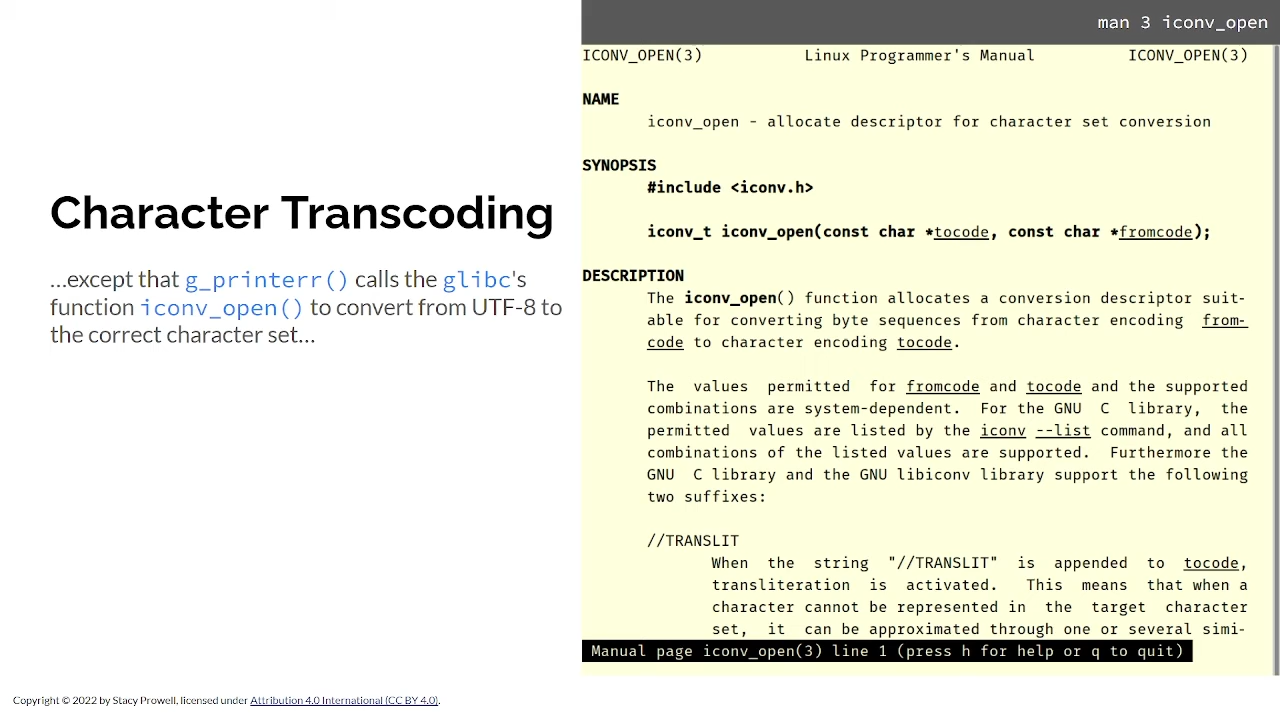 Character Transcoding
…except that g_printerr() calls the glibc's
function iconv_open() to convert from UTF-8 to
the correct character set…
man 3 iconv_open
ICONV_OPEN(3) Linux Programmer's Manual ICONV_OPEN(3)
NAME
iconv_open - allocate descriptor for character set conversion
SYNOPSIS
#include <iconv.h>
iconv_t iconv_open(const char *tocode, const char *fromcode);
DESCRIPTION
The iconv_open() function allocates a conversion descriptor suit-
able for converting byte sequences from character encoding from-
code to character encoding tocode.
The values permitted for fromcode and tocode and the supported
combinations are system-dependent. For the GNU C library, the
permitted values are listed by the iconv --list command, and all
combinations of the listed values are supported. Furthermore the
GNU C library and the GNU libiconv library support the following
two suffixes:
//TRANSLIT
When the string "//TRANSLIT" is appended to tocode,
transliteration is activated. This means that when a
character cannot be represented in the target character
set, it can be approximated through one or several simi-
Manual page iconv_open(3) line 1 (press h for help or q to quit)
Copyright © 2022 by Stacy Prowell, licensed under Attribution 4.0 International (CC BY 4.0).